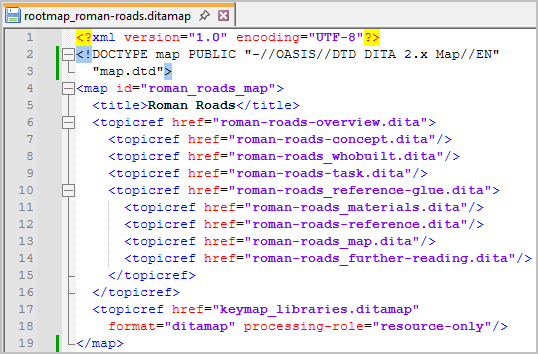 rootmap_roman-roads.ditamap
1 <?xml version="1.0" encoding="UTF-8"?>
2 <!DOCTYPE map PUBLIC "-//OASIS//DTD DITA 2.x Map//EN"
3 "map.dtd">
4 <map id="roman_roads_map">
5 <title>Roman Roads</title>
6 <topicref href="roman-roads-overview.dita">
7 <topicref href="roman-roads-concept.dita"/>
8 <topicref href="roman-roads_whobuilt.dita"/>
9 <topicref href="roman-roads-task.dita"/>
10 <topicref href="roman-roads_reference-glue.dita">
11 <topicref href="roman-roads_materials.dita"/>
12 <topicref href="roman-roads-reference.dita"/>
13 <topicref href="roman-roads_map.dita"/>
14 <topicref href="roman-roads_further-reading.dita"/>
15 </topicref>
16 </topicref>
17 <topicref href="keymap_libraries.ditamap"
18 format="ditamap" processing-role="resource-only"/>
19 </map>